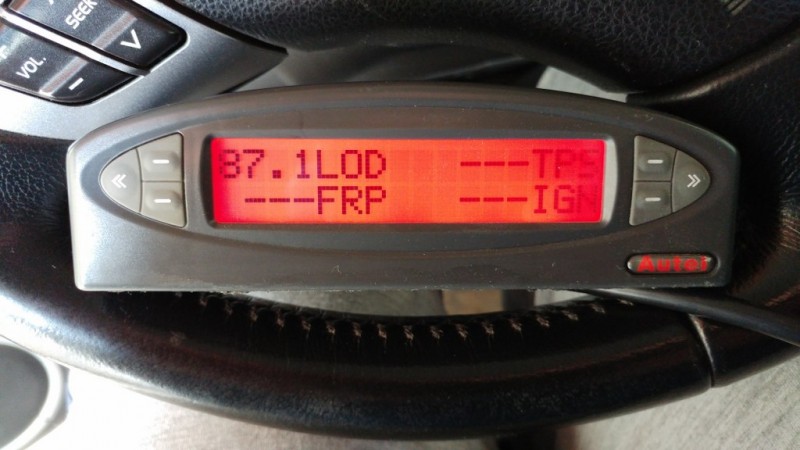 SEEK
VOL.
87.1LOD ---TPS
---FRP ---IGN
Autel